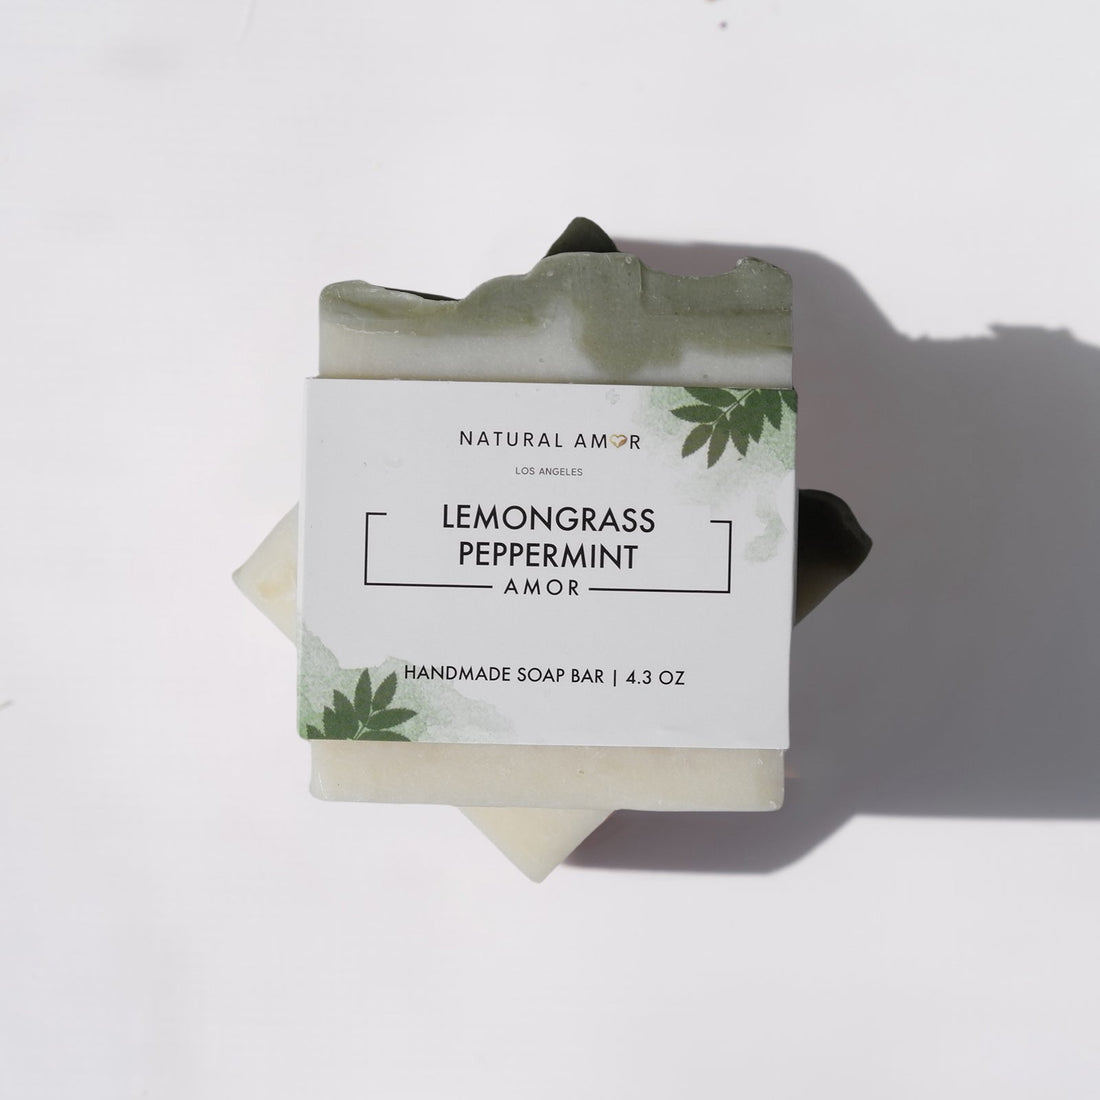 NATURAL AMOR
LOS ANGELES
LEMONGRASS
PEPPERMINT
AMOR
HANDMADE SOAP BAR | 4.3 OZ